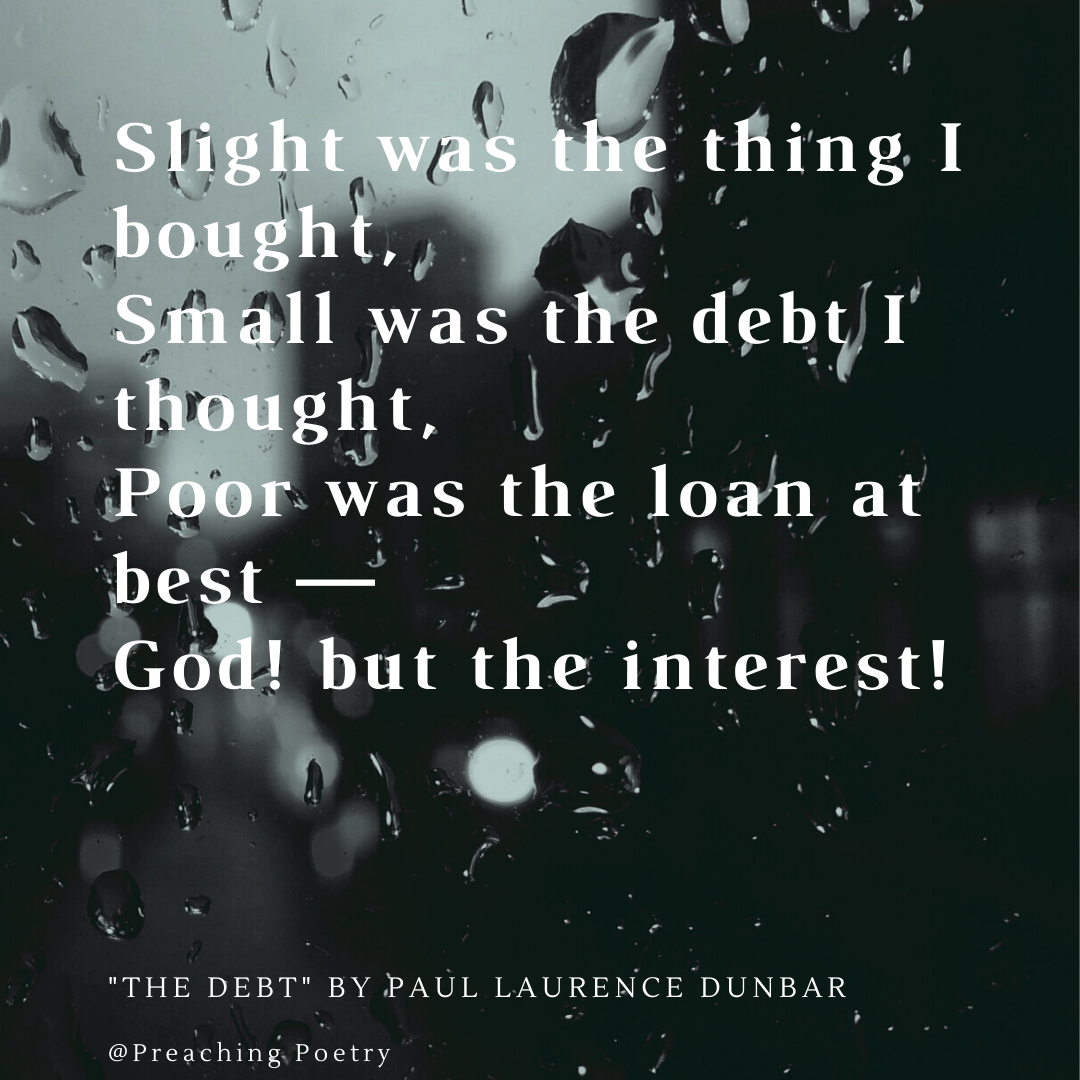 Slight was the thing I
bought,
Small was the debt I
thought,
Poor was the loan at
best —
God! but the interest!
"THE DEBT" BY PAUL LAURENCE DUNBAR
@Preaching Poetry